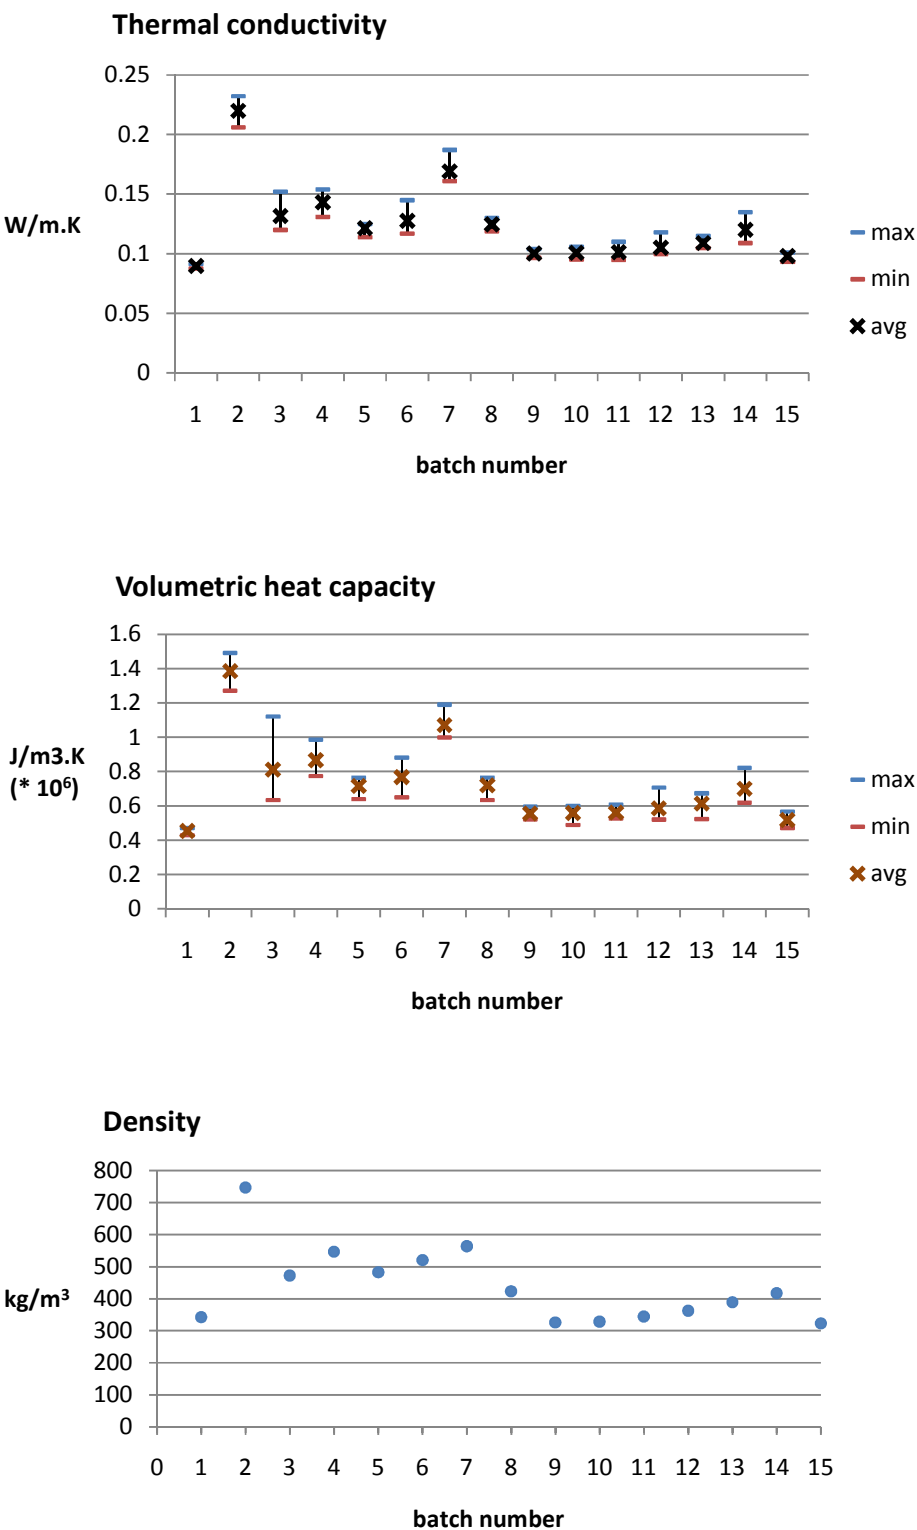 Thermal conductivity
0.25
0.2
0.15
0.1
0.05
0
W/m.K
max
min
avg
1 2 3 4 5 6 7 8 9 10 11 12 13 14 15
batch number
Volumetric heat capacity
1.6
1.4
1.2
1
0.8
0.6
0.4
0.2
0
J/m3.K
(* 10⁶)
max
min
avg
1 2 3 4 5 6 7 8 9 10 11 12 13 14 15
batch number
Density
800
700
600
500
400
300
200
100
0
kg/m³
0 1 2 3 4 5 6 7 8 9 10 11 12 13 14 15
batch number